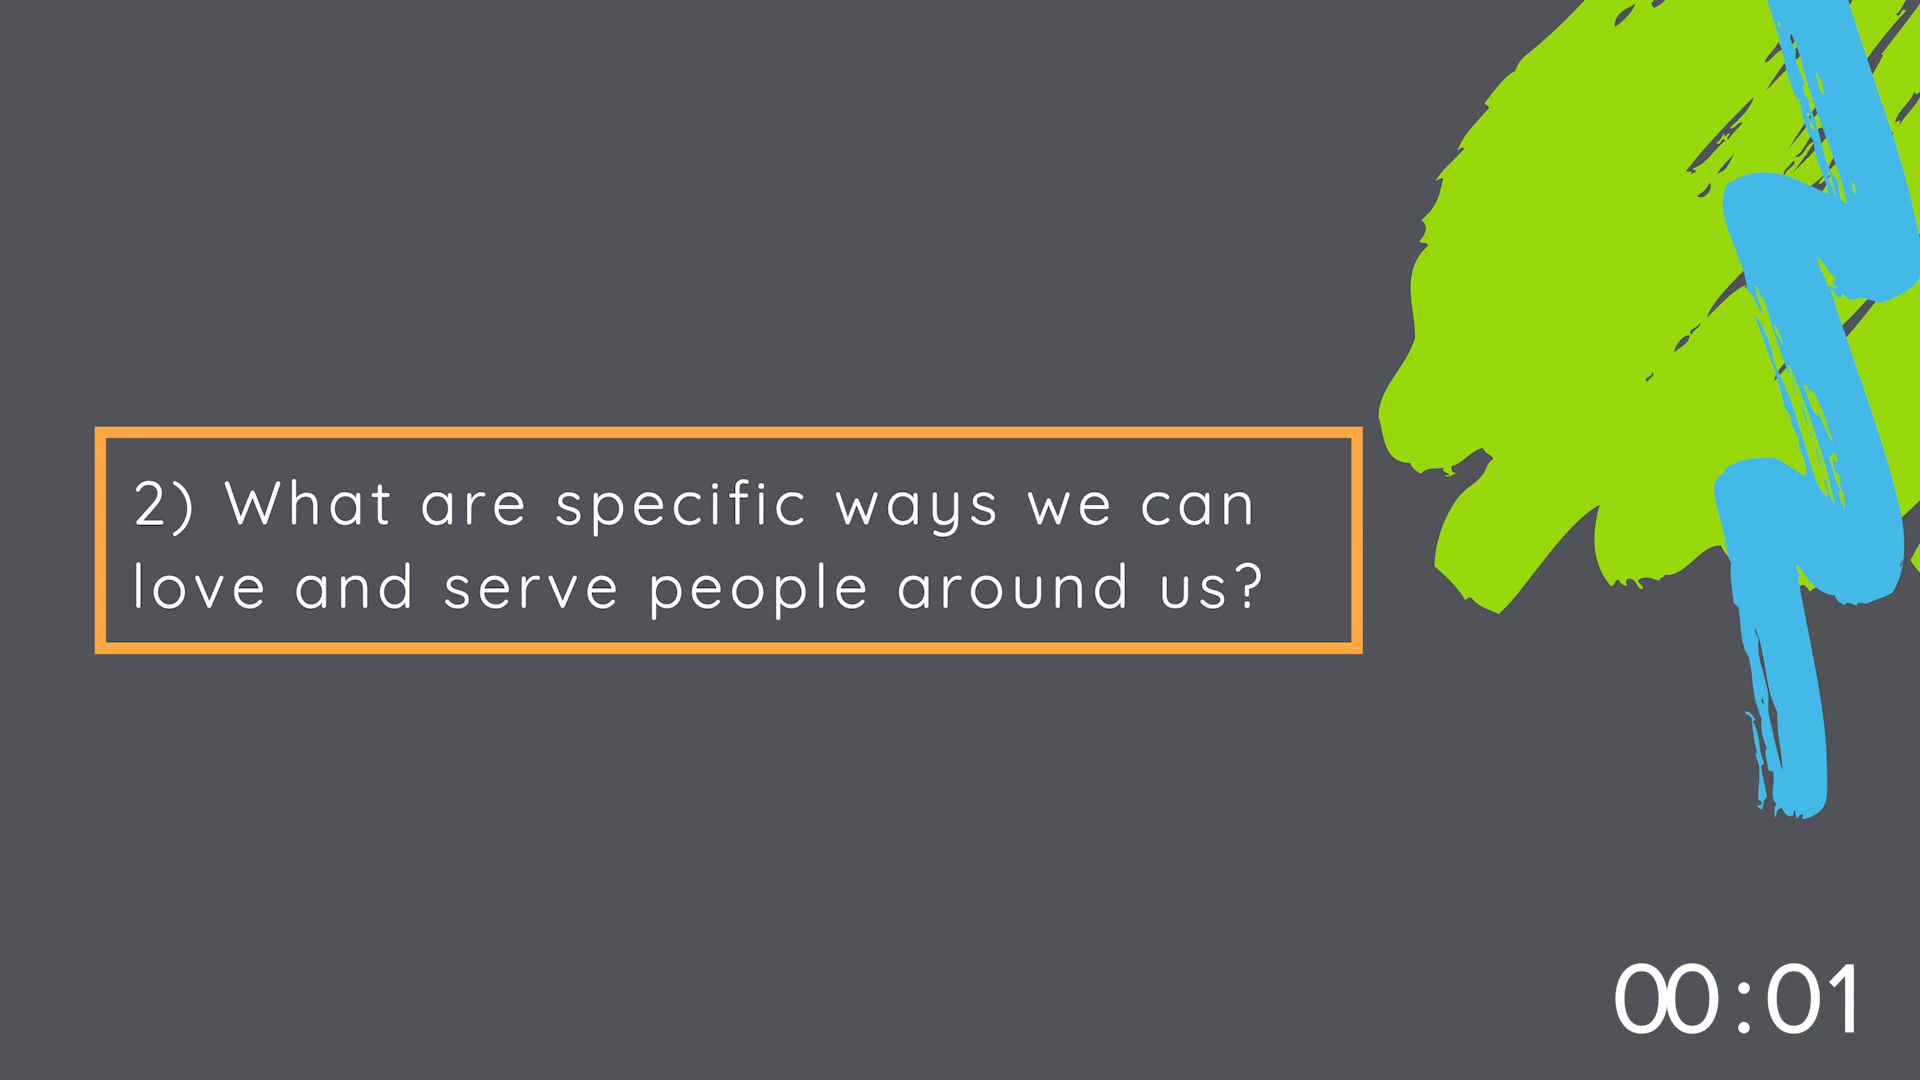 2) What are specific ways we can
love and serve people around us?
00:01